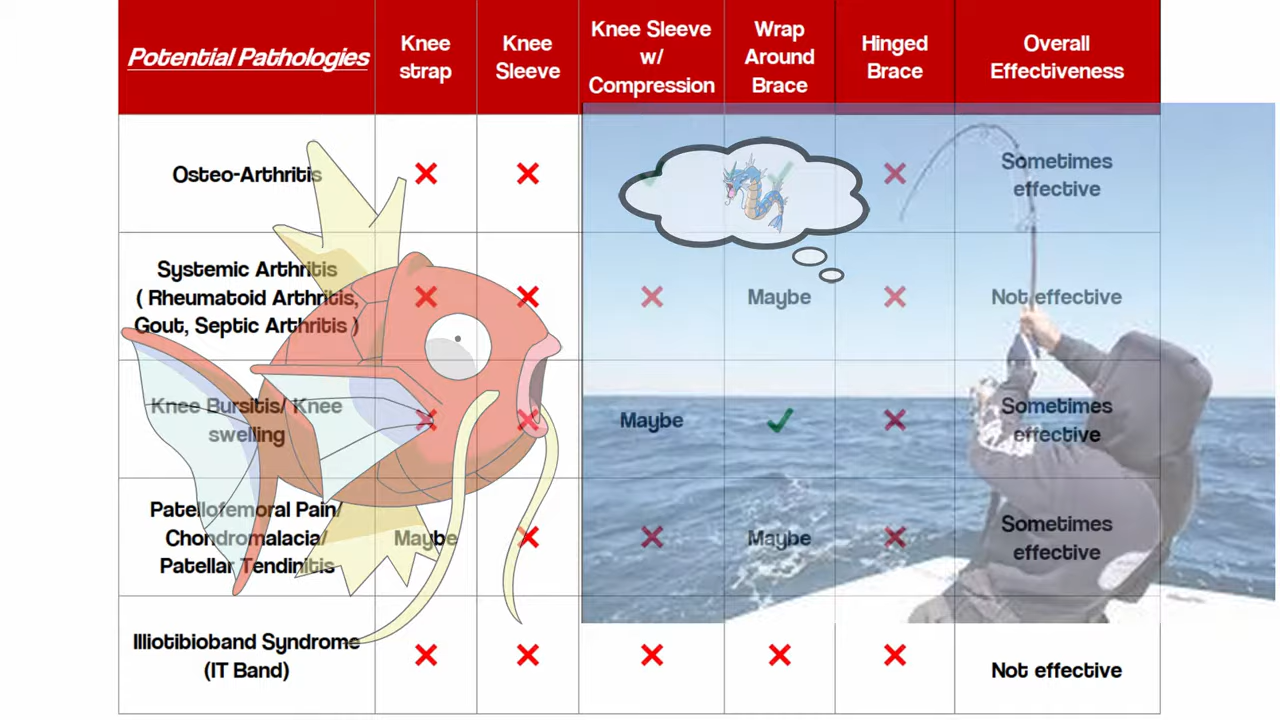 Potential Pathologies
Knee
strap
Knee
Sleeve
Knee Sleeve
w/
Compression
Wrap
Around
Brace
Hinged
Brace
Overall
Effectiveness
Osteo-Arthritis
Sometimes
effective
Systemic Arthritis
( Rheumatoid Arthritis,
Gout, Septic Arthritis )
Maybe
Not effective
Knee Bursitis/ Knee
swelling
Maybe
Sometimes
effective
Patellofemoral Pain/
Chondromalacia/
Patellar Tendinitis
Maybe
Maybe
Sometimes
effective
Illiotibioband Syndrome
(IT Band)
Not effective